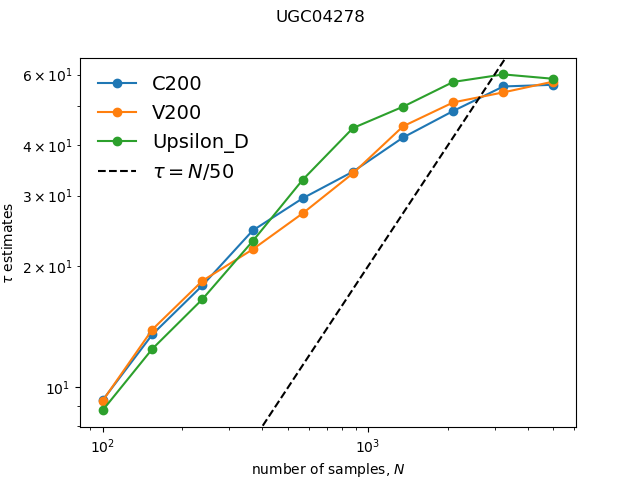 UGC04278
C200
V200
Upsilon_D
τ = N/50
6 × 10¹
4 × 10¹
3 × 10¹
2 × 10¹
10¹
τ estimates
10²
10³
number of samples, N